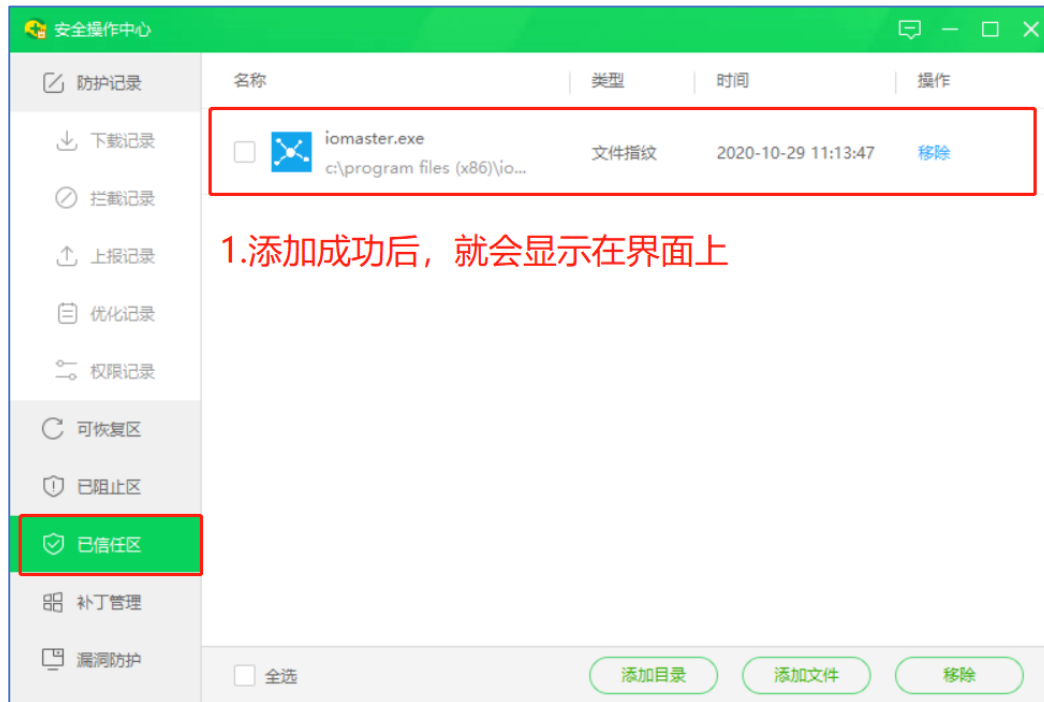 安全操作中心
防护记录
名称 类型 时间 操作
下载记录
iomaster.exe
c:\program files (x86)\io...
文件指纹 2020-10-29 11:13:47 移除
拦截记录
1.添加成功后，就会显示在界面上
上报记录
优化记录
权限记录
可恢复区
已阻止区
已信任区
补丁管理
漏洞防护
全选 添加目录 添加文件 移除